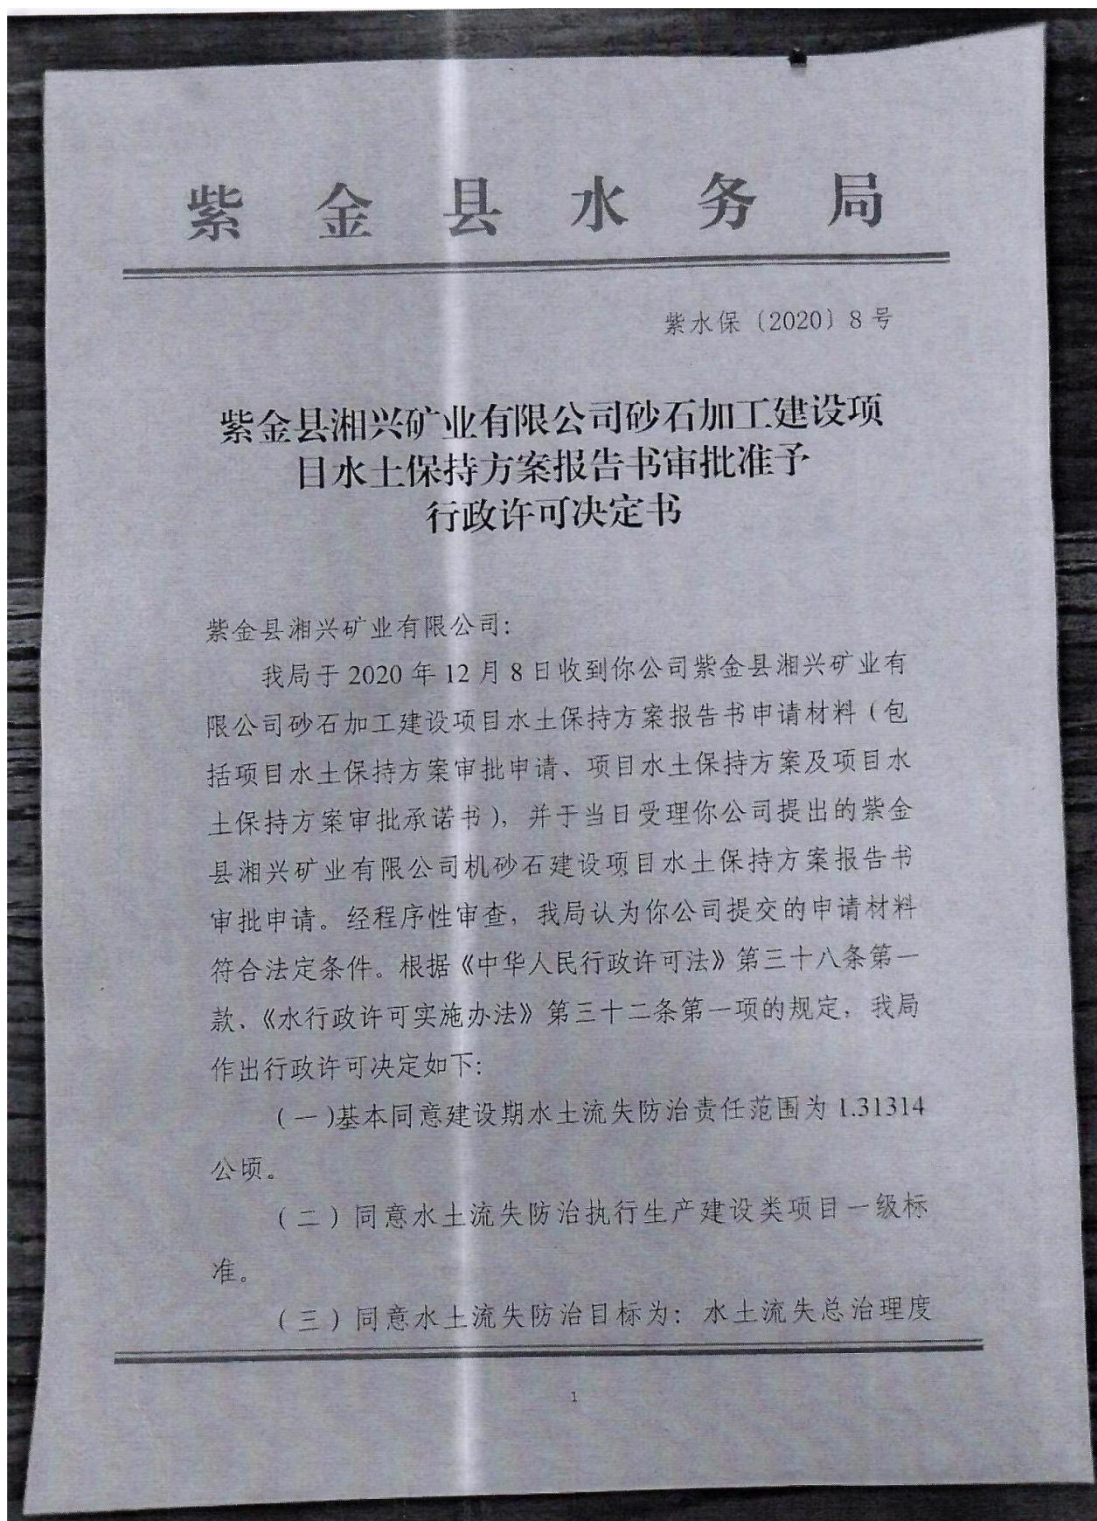 紫金县水务局
紫水保〔2020〕8号
紫金县湘兴矿业有限公司砂石加工建设项
目水土保持方案报告书审批准予
行政许可决定书
紫金县湘兴矿业有限公司：
我局于2020年12月8日收到你公司紫金县湘兴矿业有
限公司砂石加工建设项目水土保持方案报告书申请材料（包
括项目水土保持方案审批申请、项目水土保持方案及项目水
土保持方案审批承诺书），并于当日受理你公司提出的紫金
县湘兴矿业有限公司机砂石建设项目水土保持方案报告书
审批申请。经程序性审查，我局认为你公司提交的申请材料
符合法定条件。根据《中华人民行政许可法》第三十八条第一
款、《水行政许可实施办法》第三十二条第一项的规定，我局
作出行政许可决定如下：
（一）基本同意建设期水土流失防治责任范围为1.31314
公顷。
（二）同意水土流失防治执行生产建设类项目一级标
准。
（三）同意水土流失防治目标为：水土流失总治理度
1